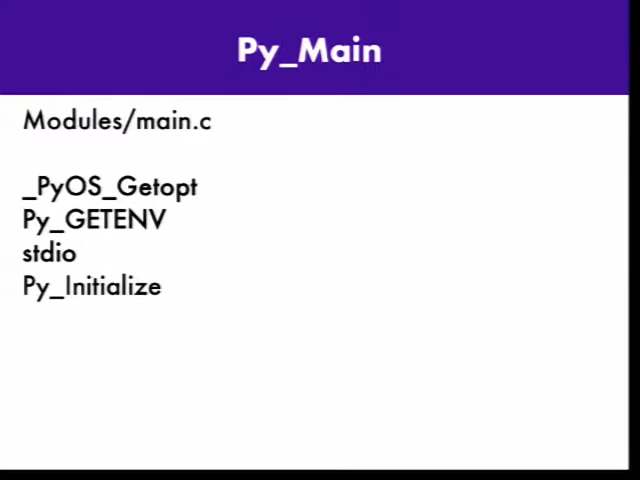 Py_Main
Modules/main.c
_PyOS_Getopt
Py_GETENV
stdio
Py_Initialize